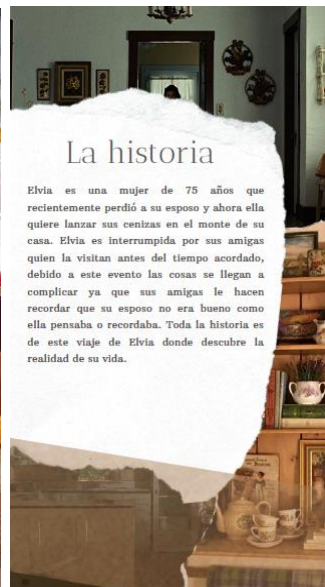 La historia
Elvia es una mujer de 75 años que
recientemente perdió a su esposo y ahora ella
quiere lanzar sus cenizas en el monte de su
casa. Elvia es interrumpida por sus amigas
quien la visitan antes del tiempo acordado,
debido a este evento las cosas se llegan a
complicar ya que sus amigas le hacen
recordar que su esposo no era bueno como
ella pensaba o recordaba. Toda la historia es
de este viaje de Elvia donde descubre la
realidad de su vida.